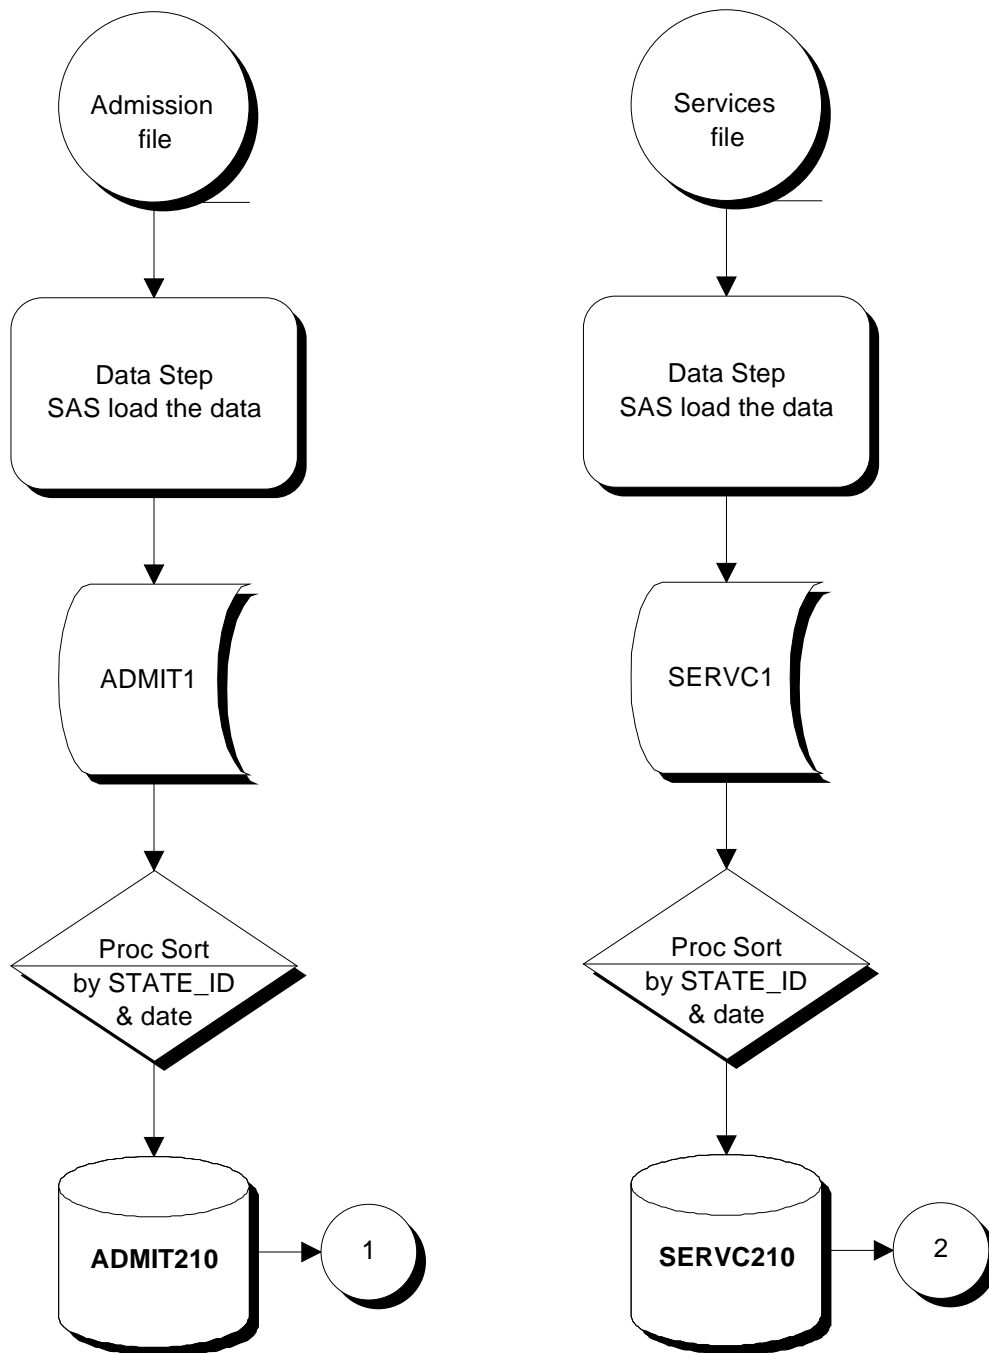 Admission
file
Data Step
SAS load the data
ADMIT1
Proc Sort
by STATE_ID
& date
ADMIT210
1
Services
file
Data Step
SAS load the data
SERVC1
Proc Sort
by STATE_ID
& date
SERVC210
2